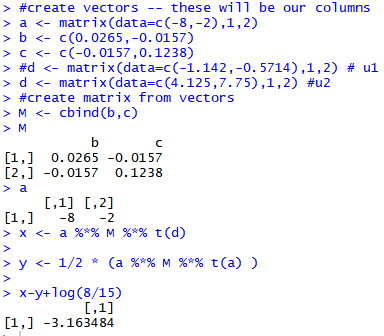 > #create vectors -- these will be our columns
> a <- matrix(data=c(-8,-2),1,2)
> b <- c(0.0265,-0.0157)
> c <- c(-0.0157,0.1238)
> #d <- matrix(data=c(-1.142,-0.5714),1,2) # u1
> d <- matrix(data=c(4.125,7.75),1,2) #u2
> #create matrix from vectors
> M <- cbind(b,c)
> M
b c
[1,] 0.0265 -0.0157
[2,] -0.0157 0.1238
> a
[,1] [,2]
[1,] -8 -2
> x <- a %*% M %*% t(d)
>
> y <- 1/2 * (a %*% M %*% t(a) )
>
> x-y+log(8/15)
[,1]
[1,] -3.163484
>